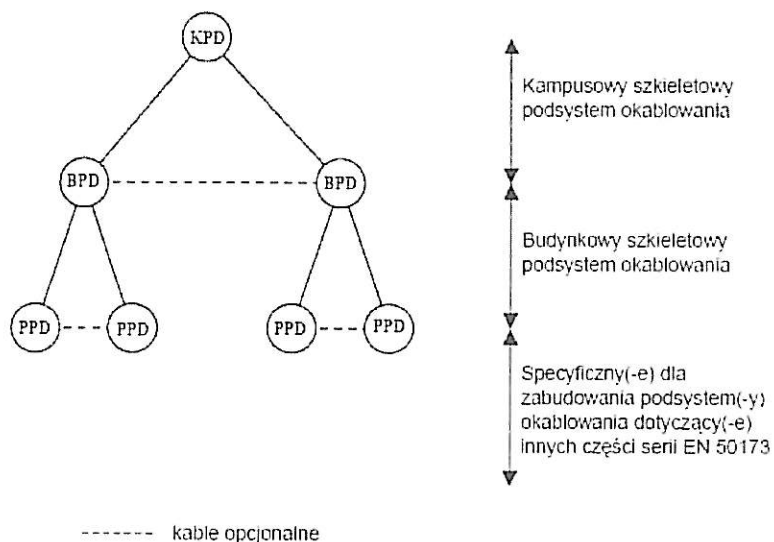 KPD
Kampusowy szkieletowy
podsystem okablowania
BPD
BPD
Budynkowy szkieletowy
podsystem okablowania
PPD
PPD
PPD
PPD
Specyficzny(-e) dla
zabudowania podsystem(-y)
okablowania dotyczący(-e)
innych części serii EN 50173
kable opcjonalne